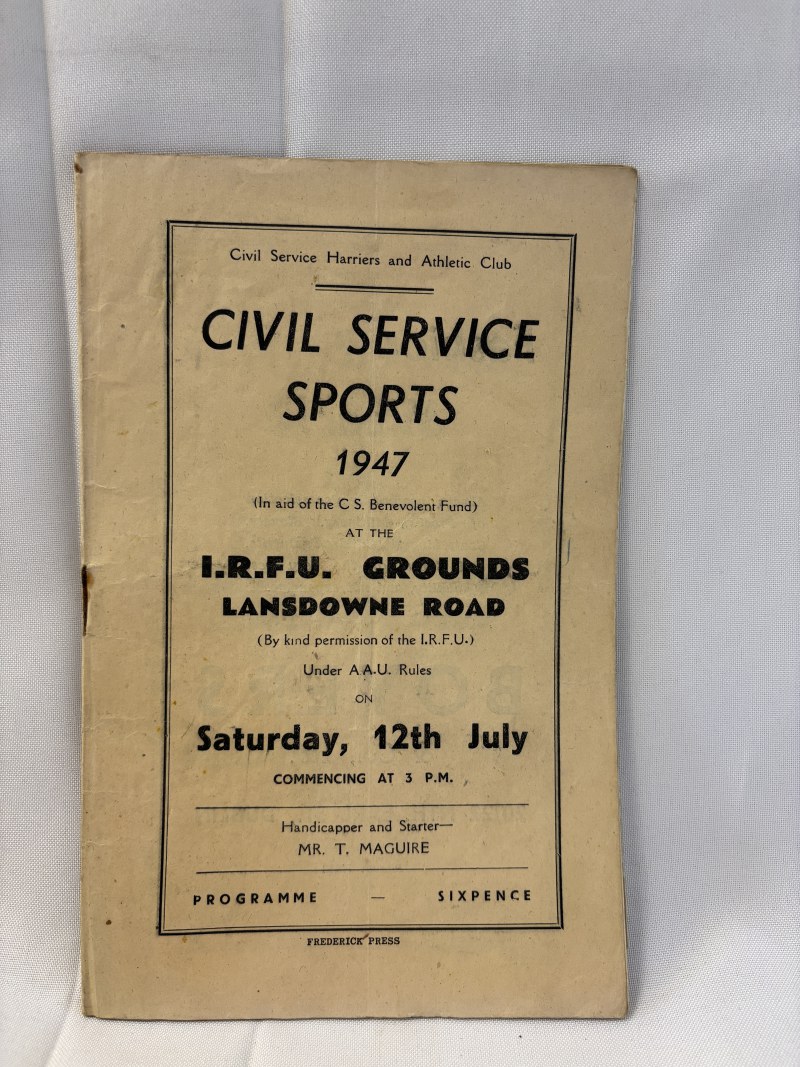 Civil Service Harriers and Athletic Club
CIVIL SERVICE
SPORTS
1947
(In aid of the C S. Benevolent Fund)
AT THE
I.R.F.U. GROUNDS
LANSDOWNE ROAD
(By kind permission of the I.R.F.U.)
Under A.A.U. Rules
ON
Saturday, 12th July
COMMENCING AT 3 P.M.
Handicapper and Starter—
MR. T. MAGUIRE
PROGRAMME — SIXPENCE
FREDERICK PRESS